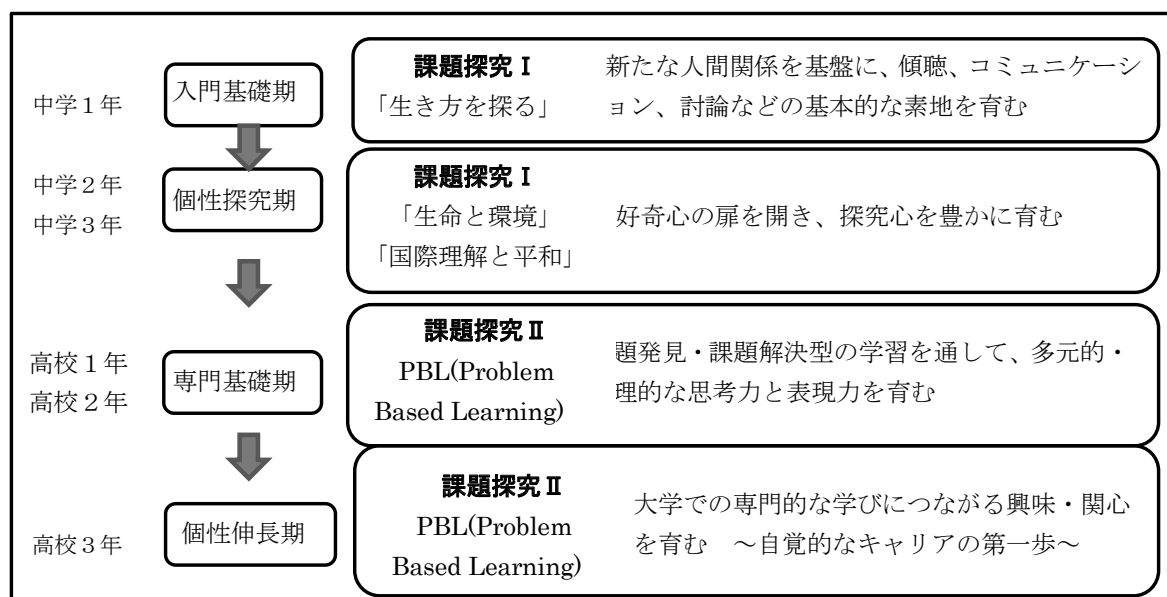 中学１年
入門基礎期
課題探究Ⅰ
「生き方を探る」
新たな人間関係を基盤に、傾聴、コミュニケーシ
ョン、討論などの基本的な素地を育む
中学２年
中学３年
個性探究期
課題探究Ⅰ
「生命と環境」
「国際理解と平和」
好奇心の扉を開き、探究心を豊かに育む
高校１年
高校２年
専門基礎期
課題探究Ⅱ
PBL(Problem
Based Learning)
題発見・課題解決型の学習を通して、多元的・
理的な思考力と表現力を育む
高校３年
個性伸長期
課題探究Ⅱ
PBL(Problem
Based Learning)
大学での専門的な学びにつながる興味・関心
を育む　～自覚的なキャリアの第一歩～